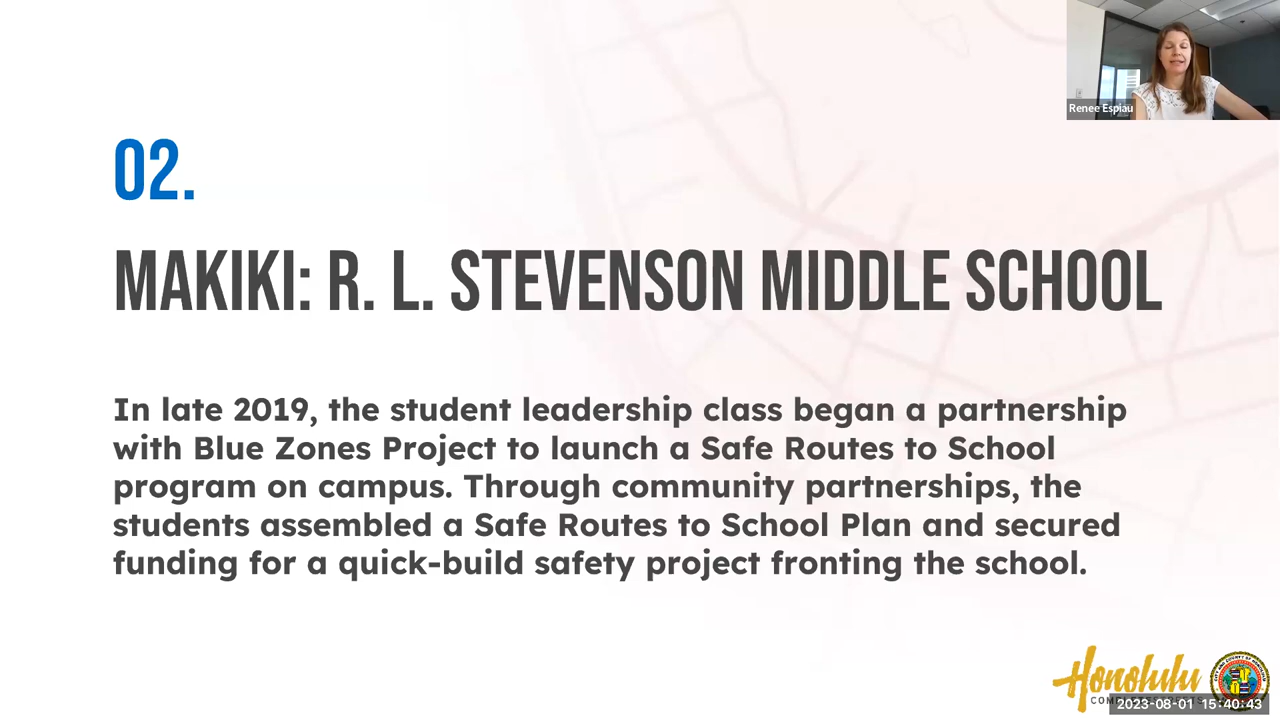 Renee Espiau
02.
MAKIKI: R. L. STEVENSON MIDDLE SCHOOL
In late 2019, the student leadership class began a partnership
with Blue Zones Project to launch a Safe Routes to School
program on campus. Through community partnerships, the
students assembled a Safe Routes to School Plan and secured
funding for a quick-build safety project fronting the school.
Honolulu
2023-08-01 15:40:43